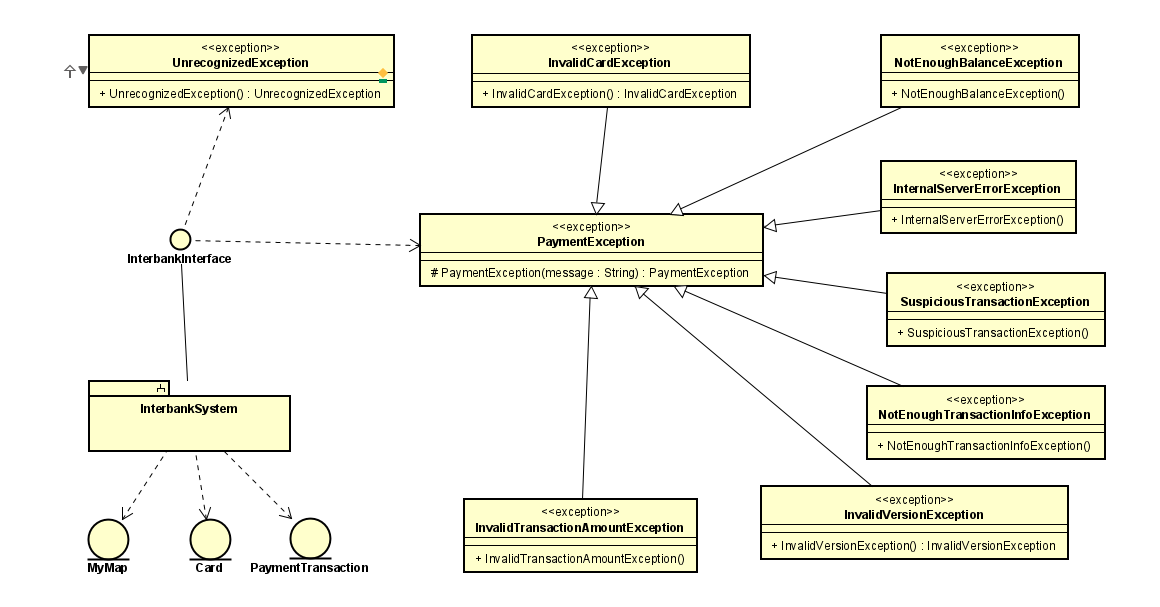 <<exception>>
UnrecognizedException
+ UnrecognizedException() : UnrecognizedException
<<exception>>
InvalidCardException
+ InvalidCardException() : InvalidCardException
<<exception>>
NotEnoughBalanceException
+ NotEnoughBalanceException()
<<exception>>
InternalServerErrorException
+ InternalServerErrorException()
<<exception>>
PaymentException
# PaymentException(message : String) : PaymentException
InterbankInterface
<<exception>>
SuspiciousTransactionException
+ SuspiciousTransactionException()
InterbankSystem
<<exception>>
NotEnoughTransactionInfoException
+ NotEnoughTransactionInfoException()
<<exception>>
InvalidTransactionAmountException
+ InvalidTransactionAmountException()
<<exception>>
InvalidVersionException
+ InvalidVersionException() : InvalidVersionException
MyMap
Card
PaymentTransaction